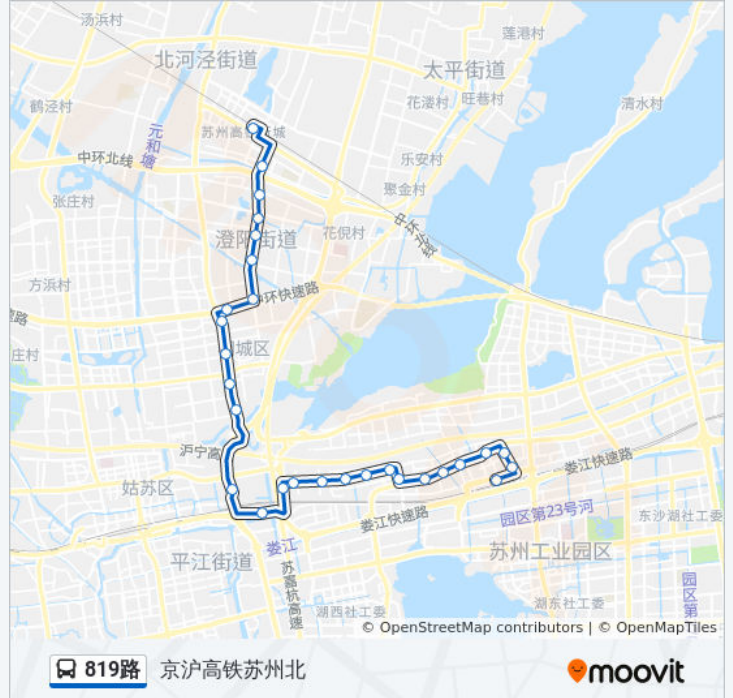 汤浜村
莲港村
北河泾街道
太平街道
花溇村
旺巷村
清水村
鹤泾村
元和塘
苏州高
城
中环北线
乐安村
聚金村
张庄村
中环北线
澄阳街道
花倪村
方浜村
环快速路
庄村
城区
沪宁高
姑苏区
娄江快速路
园区第23号河
娄江快速路
东沙湖社工委
平江街道
娄江
苏州工业园区
苏嘉杭高速
湖西社工委
湖东社工委
园区第
© OpenStreetMap contributors | © OpenMapTiles
819路 京沪高铁苏州北
moovit